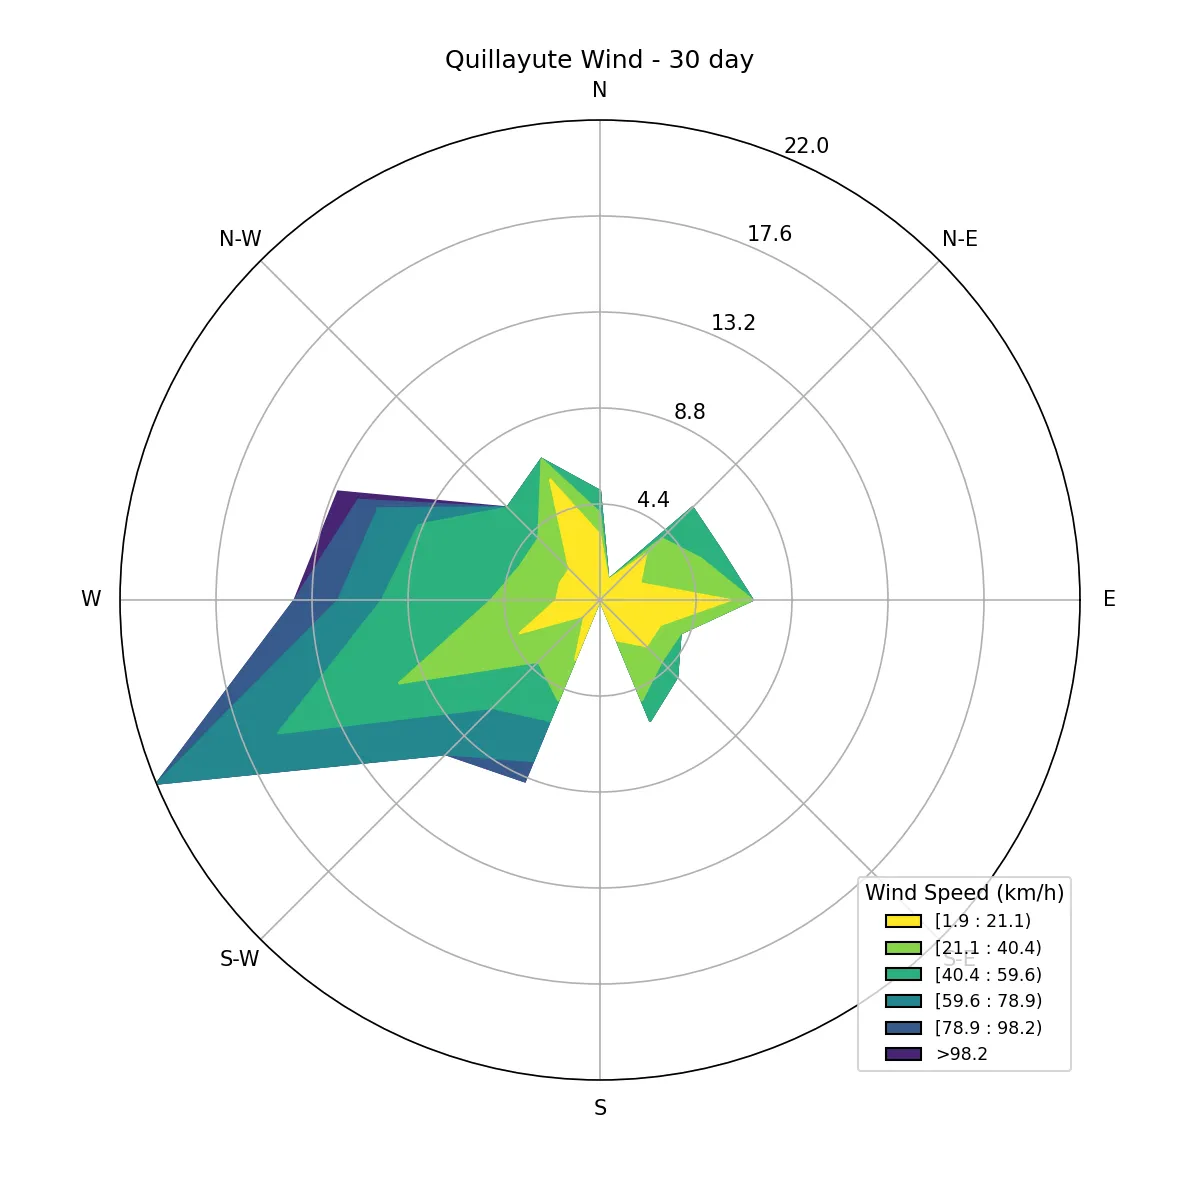 Quillayute Wind - 30 day
N
22.0
17.6
N-W
N-E
13.2
8.8
4.4
W
E
S-W
S-E
Wind Speed (km/h)
[1.9 : 21.1)
[21.1 : 40.4)
[40.4 : 59.6)
[59.6 : 78.9)
[78.9 : 98.2)
>98.2
S